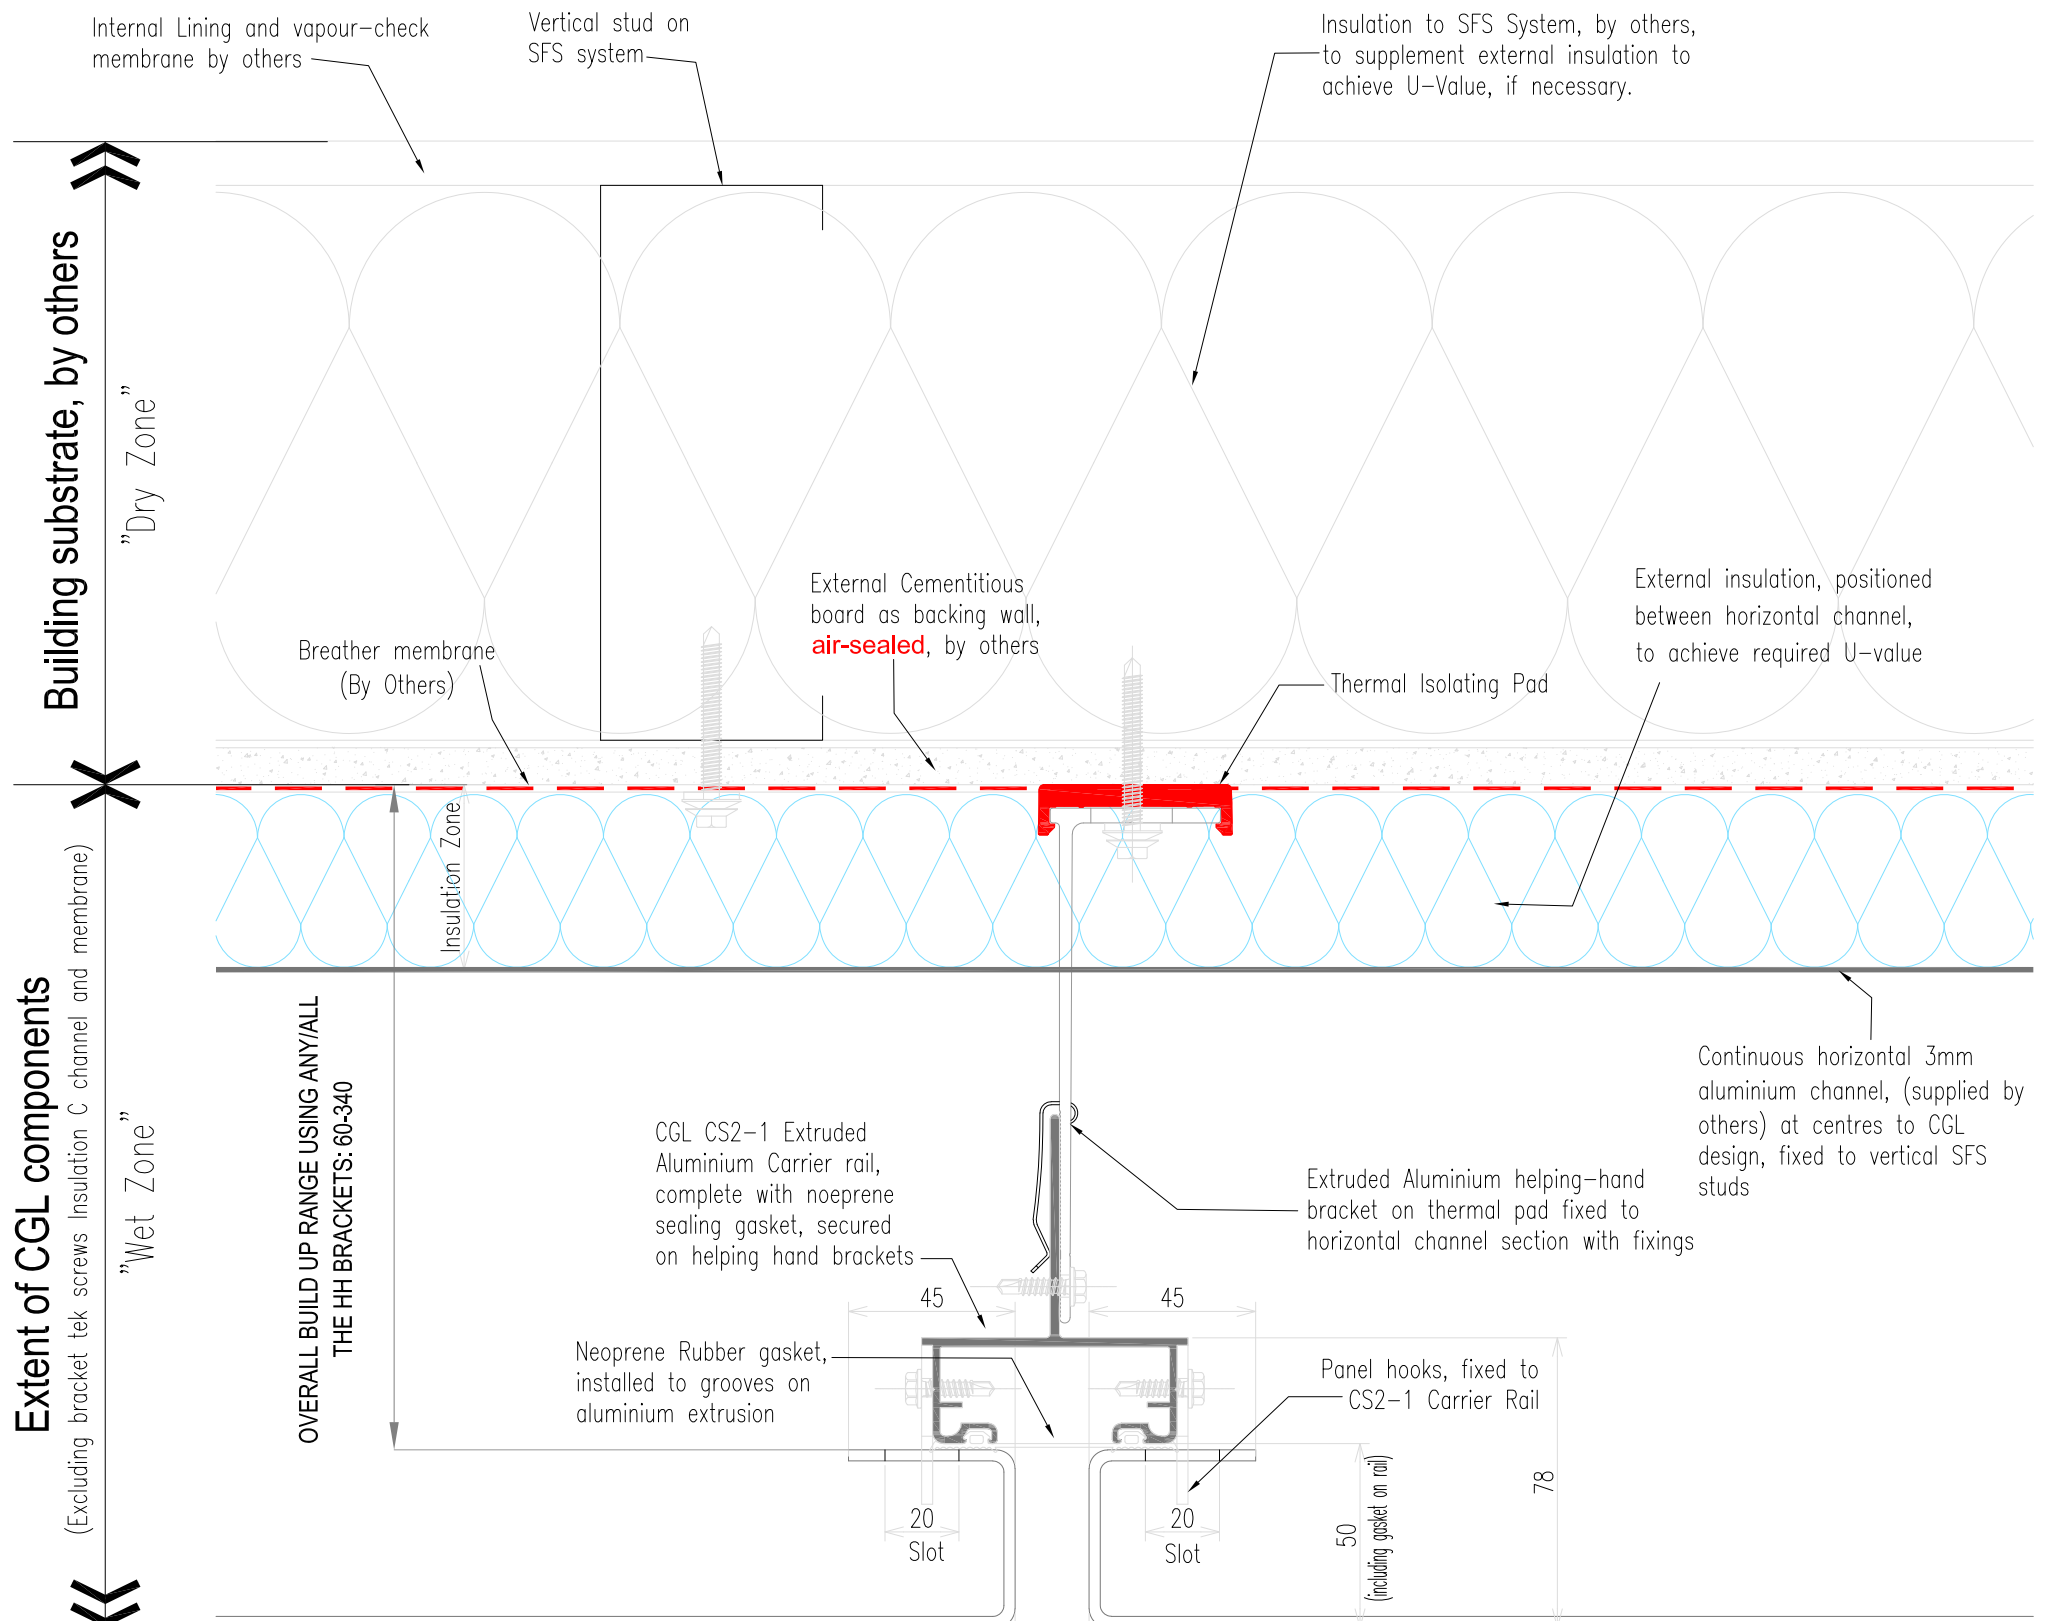 Internal Lining and vapour-check
membrane by others
Vertical stud on
SFS system
Insulation to SFS System, by others,
to supplement external insulation to
achieve U-Value, if necessary.
Building substrate, by others
"Dry Zone"
External Cementitious
board as backing wall,
air-sealed, by others
External insulation, positioned
between horizontal channel,
to achieve required U-value
Breather membrane
(By Others)
Thermal Isolating Pad
Insulation Zone
Extent of CGL components
(Excluding bracket tek screws Insulation C channel and membrane)
"Wet Zone"
OVERALL BUILD UP RANGE USING ANY/ALL
THE HH BRACKETS: 60-340
Continuous horizontal 3mm
aluminium channel, (supplied by
others) at centres to CGL
design, fixed to vertical SFS
studs
CGL CS2-1 Extruded
Aluminium Carrier rail,
complete with noeprene
sealing gasket, secured
on helping hand brackets
Extruded Aluminium helping-hand
bracket on thermal pad fixed to
horizontal channel section with fixings
45
45
Neoprene Rubber gasket,
installed to grooves on
aluminium extrusion
Panel hooks, fixed to
CS2-1 Carrier Rail
20
Slot
20
Slot
50
(including gasket on rail)
78